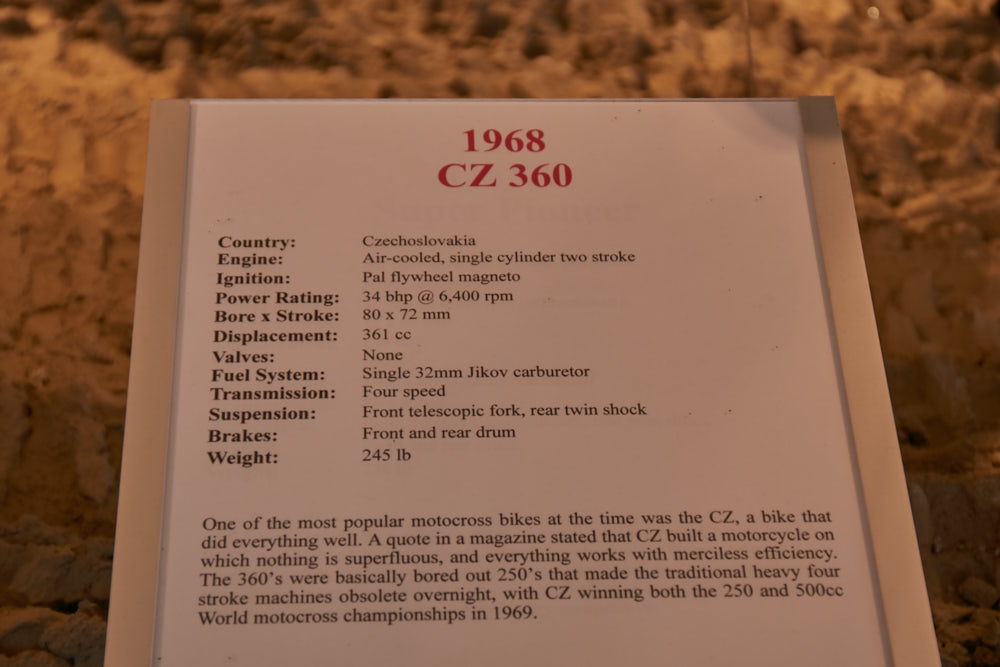 1968
CZ 360
Super Pioneer
Country: Czechoslovakia
Engine: Air-cooled, single cylinder two stroke
Ignition: Pal flywheel magneto
Power Rating: 34 bhp @ 6,400 rpm
Bore x Stroke: 80 x 72 mm
Displacement: 361 cc
Valves: None
Fuel System: Single 32mm Jikov carburetor
Transmission: Four speed
Suspension: Front telescopic fork, rear twin shock
Brakes: Front and rear drum
Weight: 245 lb
One of the most popular motocross bikes at the time was the CZ, a bike that
did everything well. A quote in a magazine stated that CZ built a motorcycle on
which nothing is superfluous, and everything works with merciless efficiency.
The 360's were basically bored out 250's that made the traditional heavy four
stroke machines obsolete overnight, with CZ winning both the 250 and 500cc
World motocross championships in 1969.